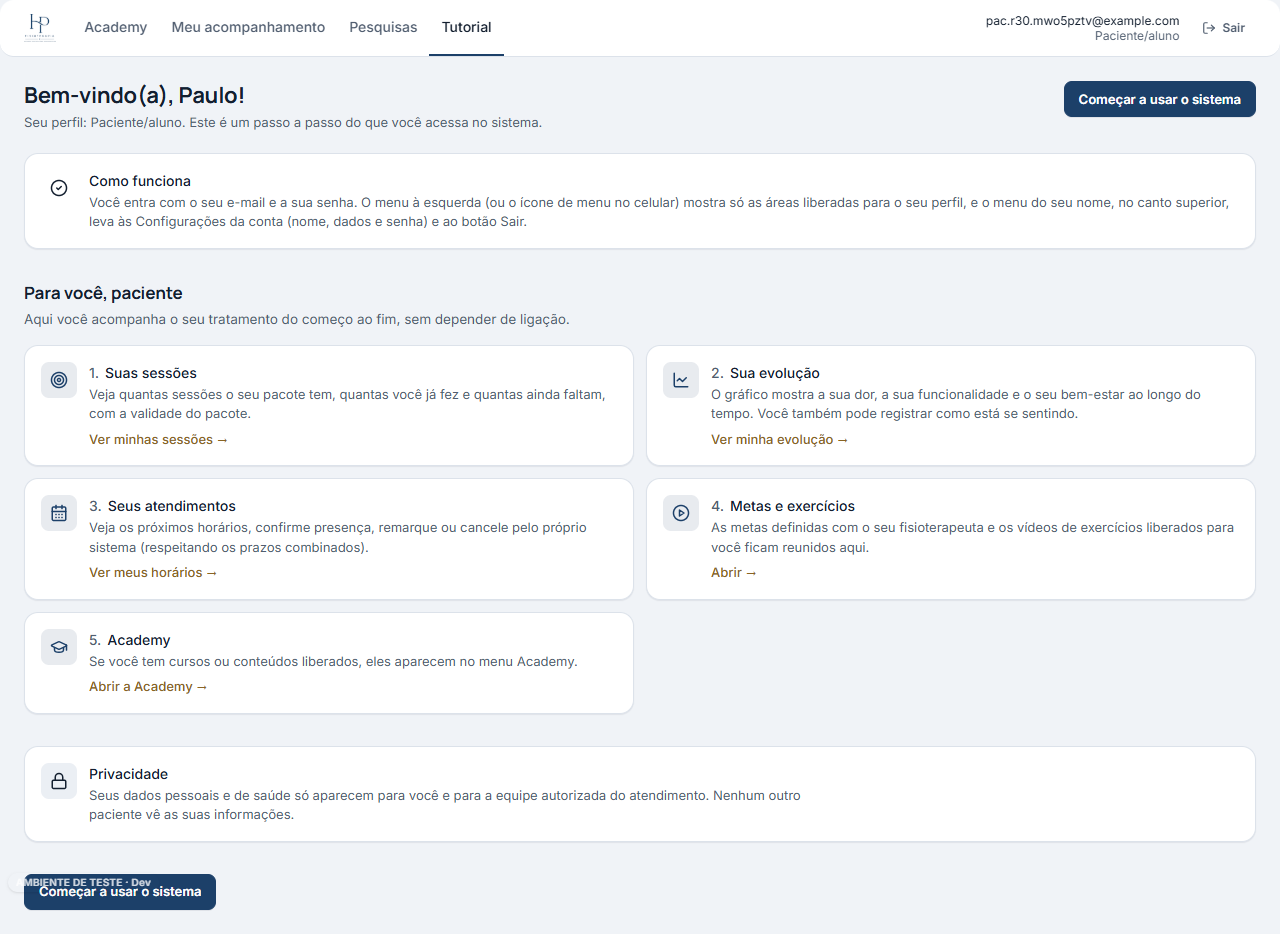 HP
Academy
Meu acompanhamento
Pesquisas
Tutorial
pac.r30.mwo5pztv@example.com
Paciente/aluno
Sair
Bem-vindo(a), Paulo!
Seu perfil: Paciente/aluno. Este é um passo a passo do que você acessa no sistema.
Começar a usar o sistema
Como funciona
Você entra com o seu e-mail e a sua senha. O menu à esquerda (ou o ícone de menu no celular) mostra só as áreas liberadas para o seu perfil, e o menu do seu nome, no canto superior,
leva às Configurações da conta (nome, dados e senha) e ao botão Sair.
Para você, paciente
Aqui você acompanha o seu tratamento do começo ao fim, sem depender de ligação.
1. Suas sessões
Veja quantas sessões o seu pacote tem, quantas você já fez e quantas ainda faltam,
com a validade do pacote.
Ver minhas sessões →
2. Sua evolução
O gráfico mostra a sua dor, a sua funcionalidade e o seu bem-estar ao longo do
tempo. Você também pode registrar como está se sentindo.
Ver minha evolução →
3. Seus atendimentos
Veja os próximos horários, confirme presença, remarque ou cancele pelo próprio
sistema (respeitando os prazos combinados).
Ver meus horários →
4. Metas e exercícios
As metas definidas com o seu fisioterapeuta e os vídeos de exercícios liberados para
você ficam reunidos aqui.
Abrir →
5. Academy
Se você tem cursos ou conteúdos liberados, eles aparecem no menu Academy.
Abrir a Academy →
Privacidade
Seus dados pessoais e de saúde só aparecem para você e para a equipe autorizada do atendimento. Nenhum outro
paciente vê as suas informações.
AMBIENTE DE TESTE · Dev
Começar a usar o sistema